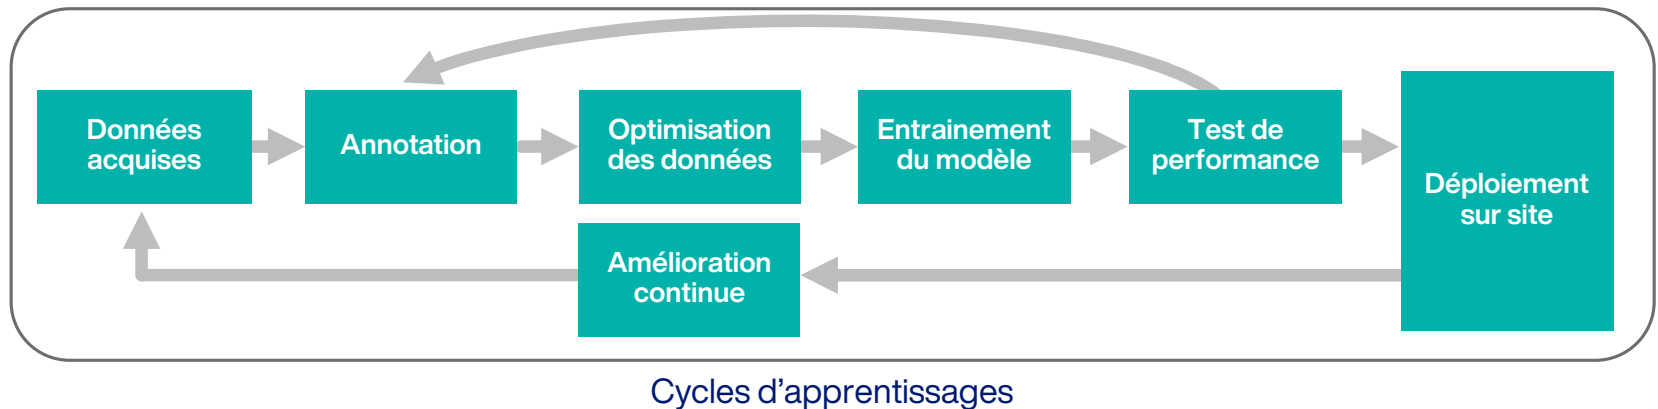 Données
acquises
Annotation
Optimisation
des données
Entrainement
du modèle
Test de
performance
Déploiement
sur site
Amélioration
continue
Cycles d’apprentissages